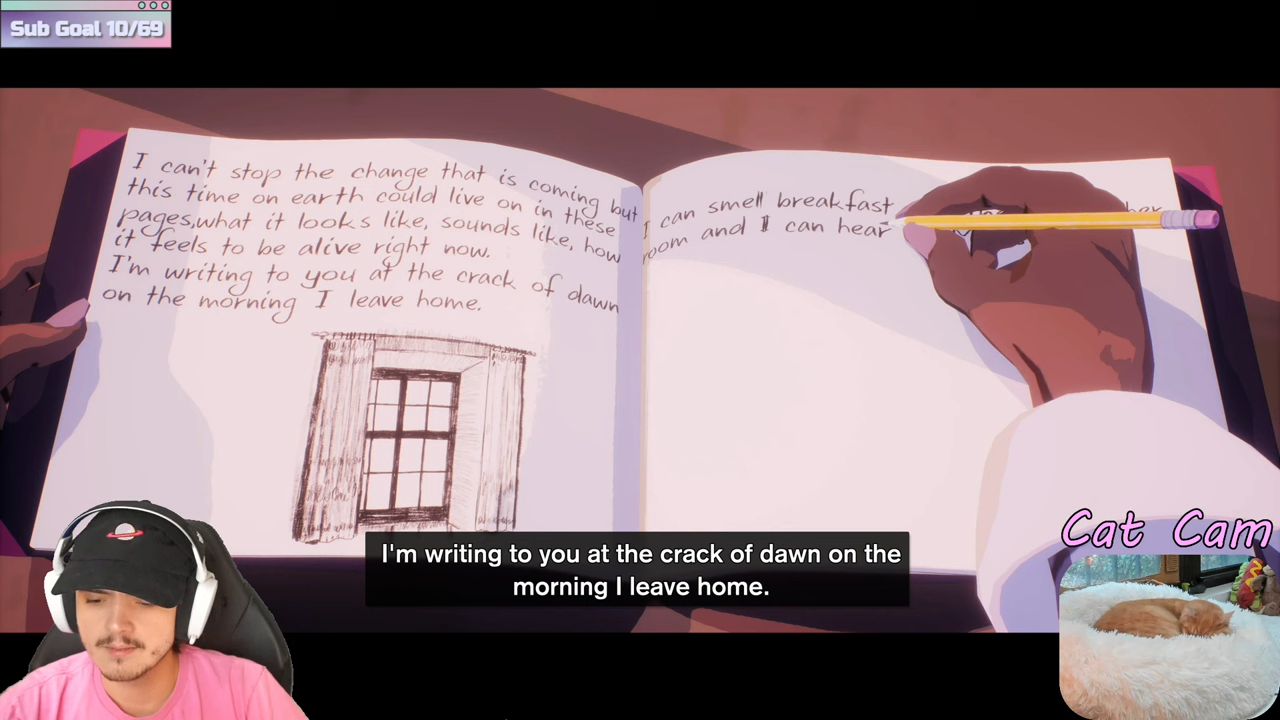 Sub Goal 10/69
I can't stop the change that is coming but
this time on earth could live on in these
pages,what it looks like, sounds like, how
it feels to be alive right now.
I'm writing to you at the crack of dawn
on the morning I leave home.
I can smell breakfast
room and I can hear
I'm writing to you at the crack of dawn on the
morning I leave home.
Cat Cam